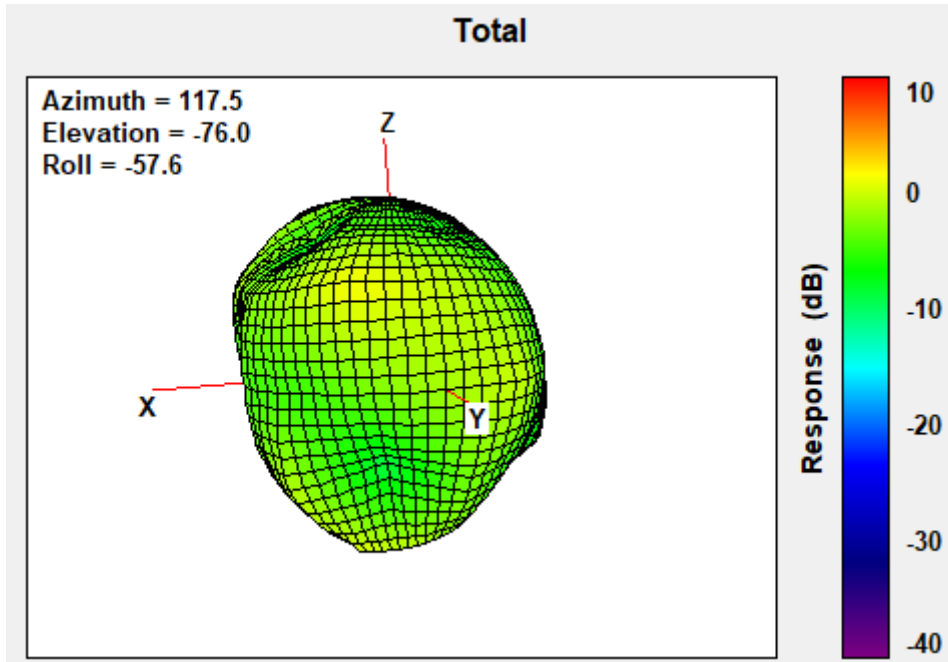 Total
Azimuth = 117.5
Elevation = -76.0
Roll = -57.6
Z
X
Y
10
0
-10
-20
-30
-40
Response (dB)